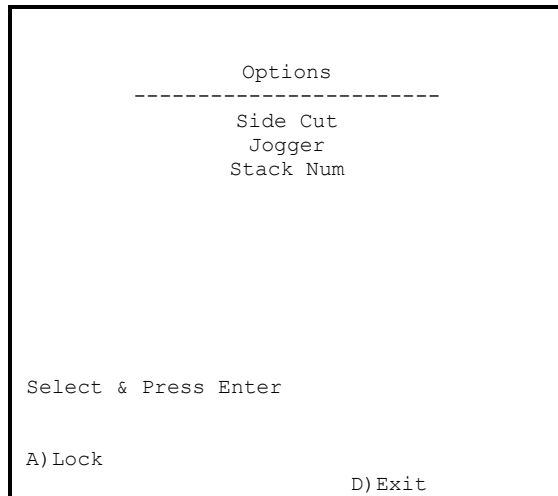 Options
------------------------
Side Cut
Jogger
Stack Num
Select & Press Enter
A)Lock
D)Exit